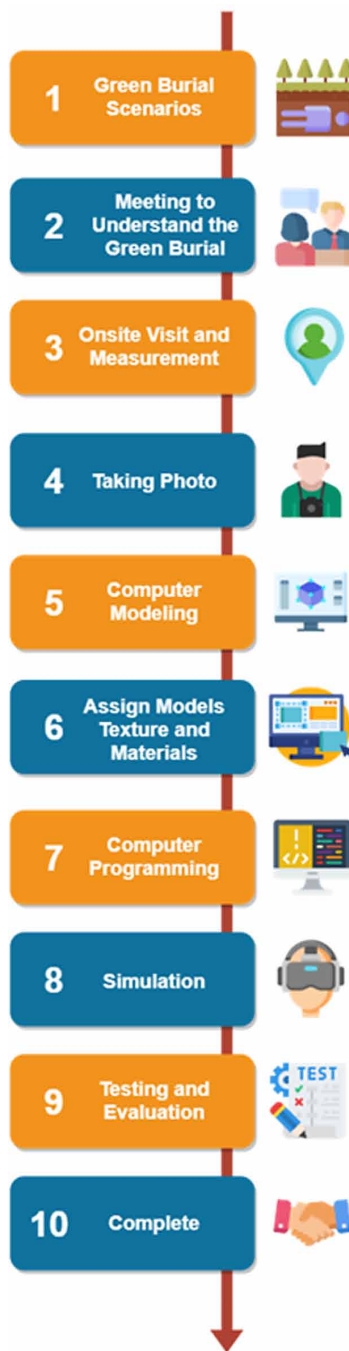 1
Green Burial
Scenarios
2
Meeting to
Understand the
Green Burial
3
Onsite Visit and
Measurement
4
Taking Photo
5
Computer
Modeling
6
Assign Models
Texture and
Materials
7
Computer
Programming
! </>
8
Simulation
9
Testing and
Evaluation
TEST
10
Complete